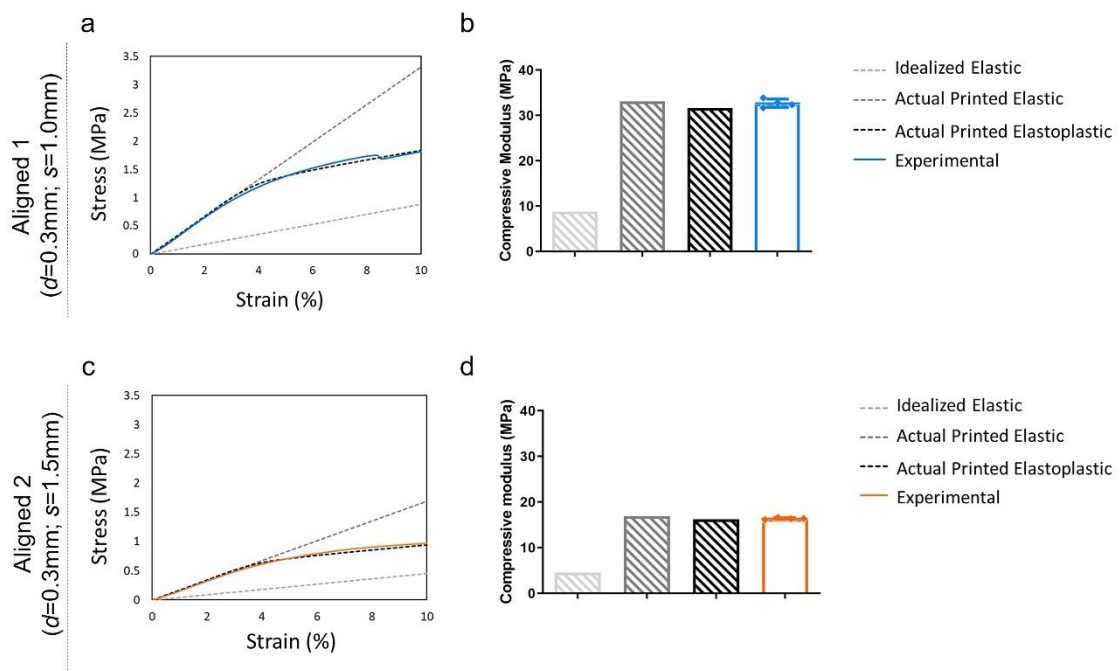 a
Aligned 1
(d=0.3mm; s=1.0mm)
Stress (MPa)
3.5
3
2.5
2
1.5
1
0.5
0
0 2 4 6 8 10
Strain (%)
b
Compressive Modulus (MPa)
40
30
20
10
0
Idealized Elastic
Actual Printed Elastic
Actual Printed Elastoplastic
Experimental
c
Aligned 2
(d=0.3mm; s=1.5mm)
Stress (MPa)
3.5
3
2.5
2
1.5
1
0.5
0
0 2 4 6 8 10
Strain (%)
d
Compressive modulus (MPa)
40
30
20
10
0
Idealized Elastic
Actual Printed Elastic
Actual Printed Elastoplastic
Experimental